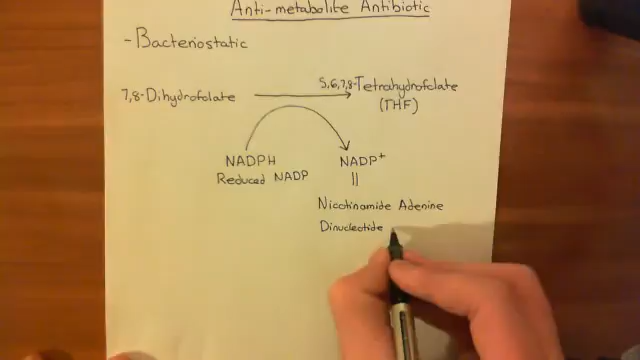 Anti-metabolite Antibiotic
- Bacteriostatic
7,8-Dihydrofolate
5,6,7,8-Tetrahydrofolate
(THF)
NADPH
NADP+
Reduced NADP
Nicotinamide Adenine
Dinucleotide